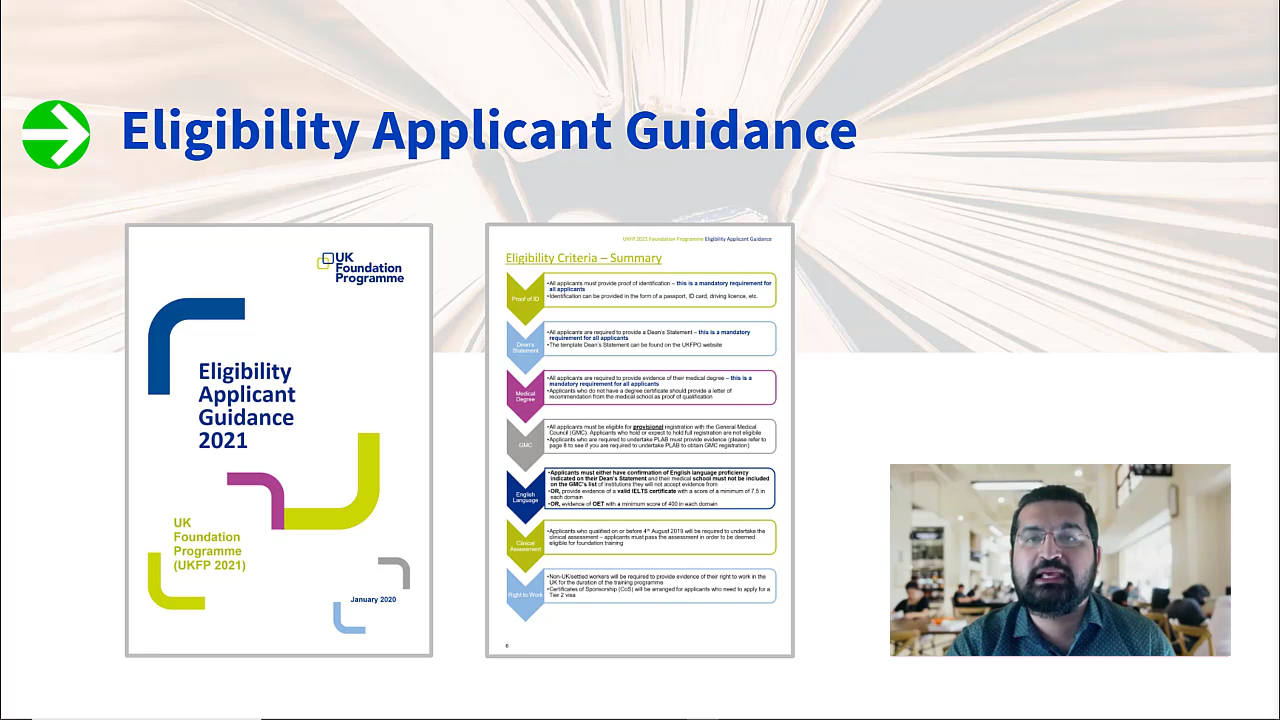 Eligibility Applicant Guidance
UK
Foundation
Programme
Eligibility
Applicant
Guidance
2021
UK
Foundation
Programme
(UKFP 2021)
January 2020
UKFP 2021 Foundation Programme Eligibility Applicant Guidance
Eligibility Criteria – Summary
Proof of ID
•All applicants must provide proof of identification – this is a mandatory requirement for
all applicants
•Identification can be provided in the form of a passport, ID card, driving licence, etc.
Dean's
Statement
•All applicants are required to provide a Dean's Statement – this is a mandatory
requirement for all applicants
•The template Dean's Statement can be found on the UKFPO website
Medical
Degree
•All applicants are required to provide evidence of their medical degree – this is a
mandatory requirement for all applicants
•Applicants who do not have a degree certificate should provide a letter of
recommendation from the medical school as proof of qualification
GMC
•All applicants must be eligible for provisional registration with the General Medical
Council (GMC). Applicants who hold or expect to hold full registration are not eligible
•Applicants who are required to undertake PLAB must provide evidence (please refer to
page 8 to see if you are required to undertake PLAB to obtain GMC registration)
English
Language
•Applicants must either have confirmation of English language proficiency
indicated on their Dean's Statement and their medical school must not be included
on the GMC's list of institutions they will not accept evidence from
•OR, provide evidence of a valid IELTS certificate with a score of a minimum of 7.5 in
each domain
•OR, evidence of OET with a minimum score of 400 in each domain
Clinical
Assessment
•Applicants who qualified on or before 4th August 2019 will be required to undertake the
clinical assessment – applicants must pass the assessment in order to be deemed
eligible for foundation training
Right to Work
•Non-UK/settled workers will be required to provide evidence of their right to work in the
UK for the duration of the training programme
•Certificates of Sponsorship (CoS) will be arranged for applicants who need to apply for a
Tier 2 visa
6